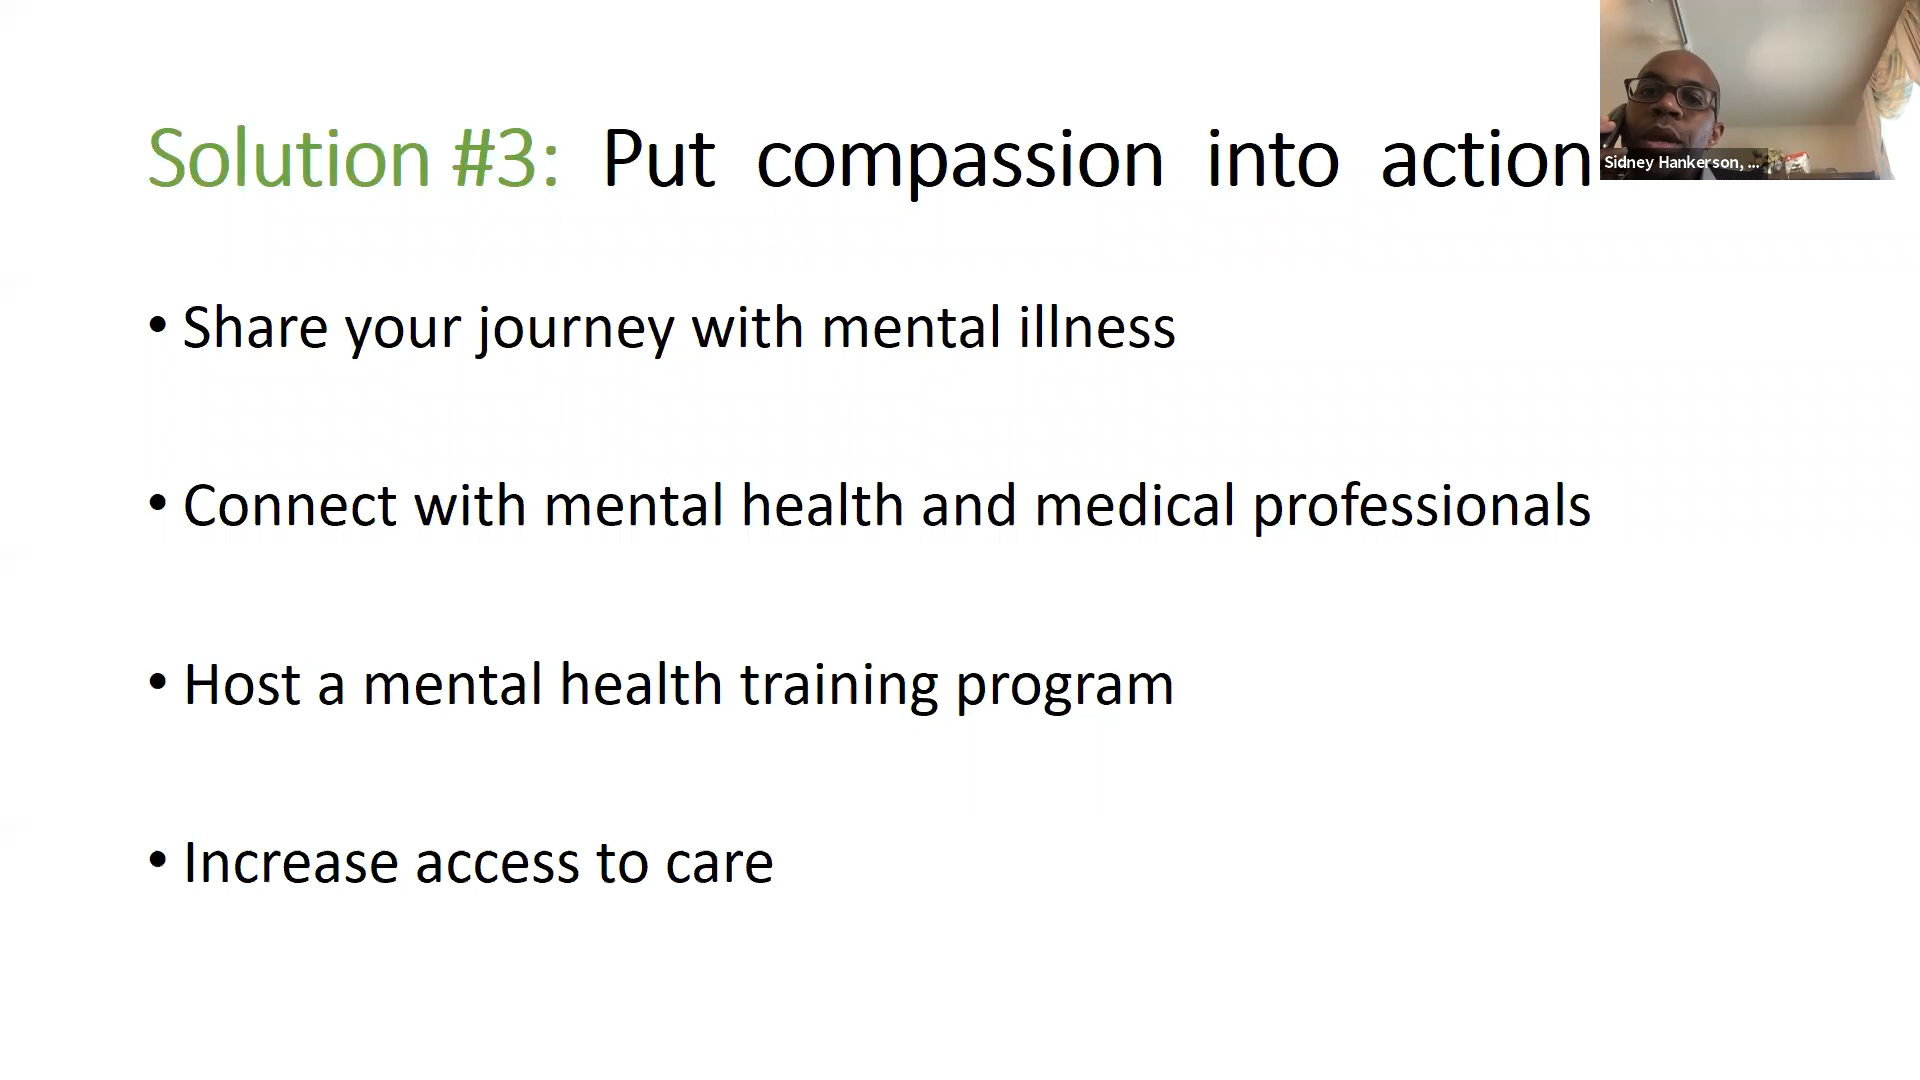 Solution #3: Put compassion into action
Sidney Hankerson, ...
• Share your journey with mental illness
• Connect with mental health and medical professionals
• Host a mental health training program
• Increase access to care